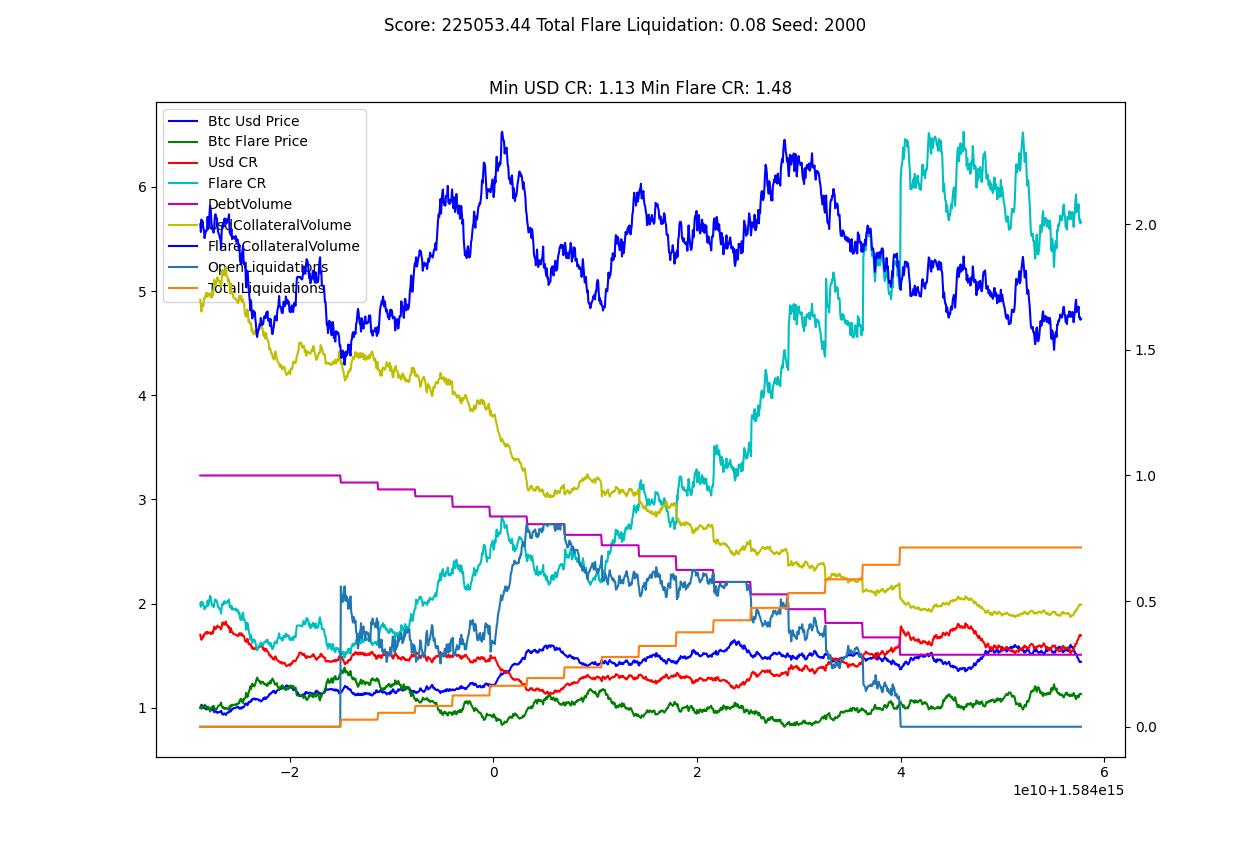 Score: 225053.44 Total Flare Liquidation: 0.08 Seed: 2000
Min USD CR: 1.13 Min Flare CR: 1.48
Btc Usd Price
Btc Flare Price
Usd CR
Flare CR
DebtVolume
UsdCollateralVolume
FlareCollateralVolume
OpenLiquidations
TotalLiquidations
6
5
4
3
2
1
2.0
1.5
1.0
0.5
0.0
−2
0
2
4
6
1e10+1.584e15